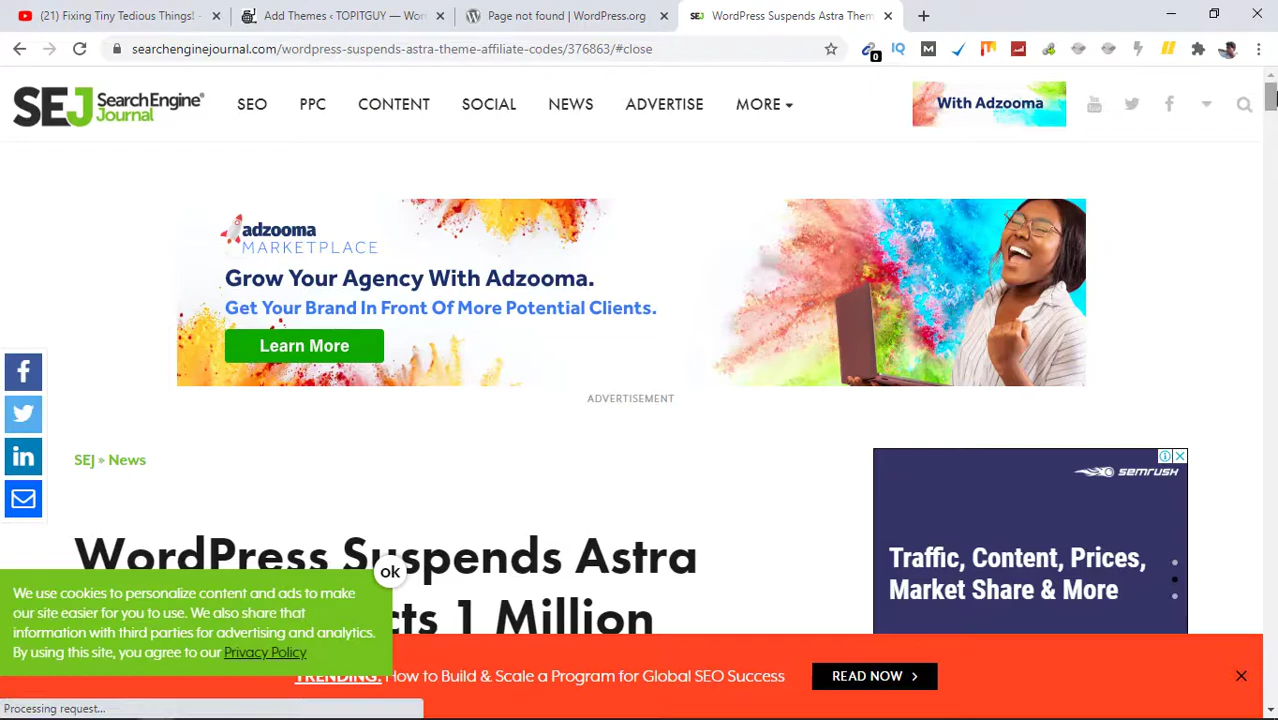 (21) Fixing Tiny Tedious Things! -
Add Themes ‹ TOPITGUY — Wor
Page not found | WordPress.org
SEJ
WordPress Suspends Astra Them
searchenginejournal.com/wordpress-suspends-astra-theme-affiliate-codes/376863/#close
0
SEJ SearchEngine Journal®
SEO
PPC
CONTENT
SOCIAL
NEWS
ADVERTISE
MORE
With Adzooma
adzooma
MARKETPLACE
Grow Your Agency With Adzooma.
Get Your Brand In Front Of More Potential Clients.
Learn More
ADVERTISEMENT
SEJ » News
SEMRUSH
WordPress Suspends Astra
cts 1 Million
Traffic, Content, Prices,
Market Share & More
ok
We use cookies to personalize content and ads to make
our site easier for you to use. We also share that
information with third parties for advertising and analytics.
By using this site, you agree to our Privacy Policy
TRENDING: How to Build & Scale a Program for Global SEO Success
READ NOW >
Processing request...